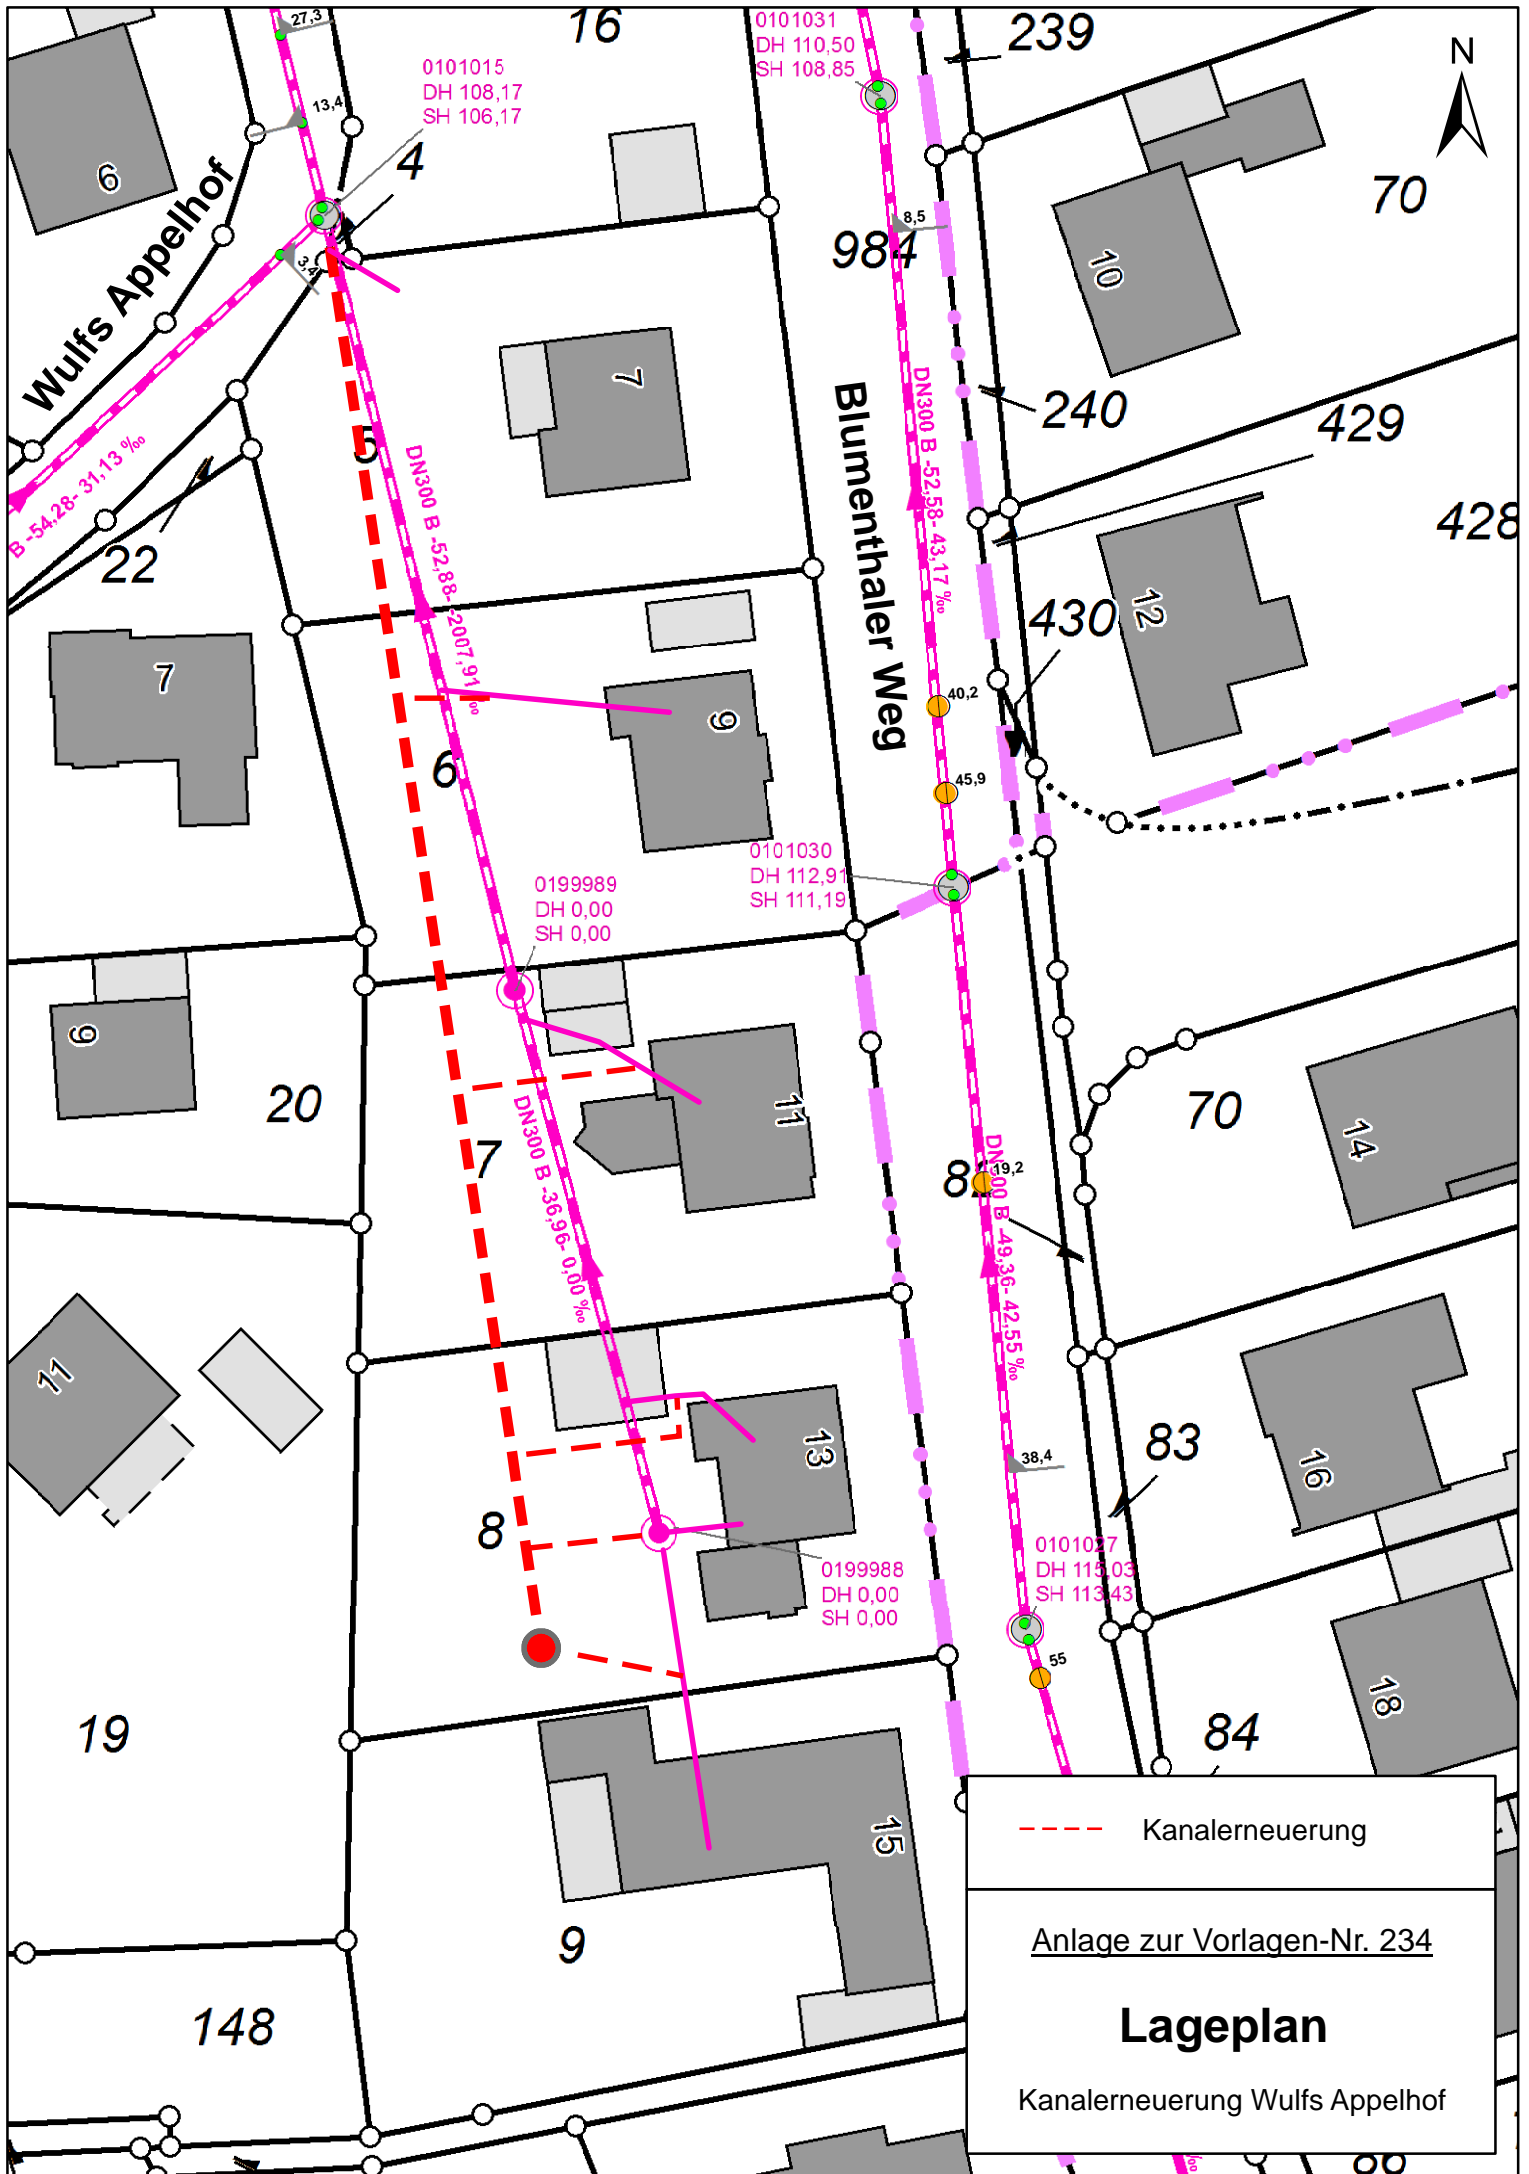 27,3
16
0101031
DH 110,50
SH 108,85
239
N
0101015
DH 108,17
SH 106,17
13,4
4
6
70
Wulfs Appelhof
8,5
984
3,4
10
7
Blumenthaler Weg
DN300 B -52,58- 43,17 ‰
240
429
5
DN300 B -52,88- -2007,91 ‰
B -54,28- 31,13 ‰
428
22
12
430
7
40,2
9
6
45,9
0101030
DH 112,91
SH 111,19
0199989
DH 0,00
SH 0,00
9
20
11
70
14
7
DN300 B -36,96- 0,00 ‰
19,2
DN300 B -49,36- 42,55 ‰
11
13
83
16
38,4
8
0101027
DH 115,03
SH 113,43
0199988
DH 0,00
SH 0,00
55
18
19
84
15
Kanalerneuerung
9
Anlage zur Vorlagen-Nr. 234
148
Lageplan
Kanalerneuerung Wulfs Appelhof